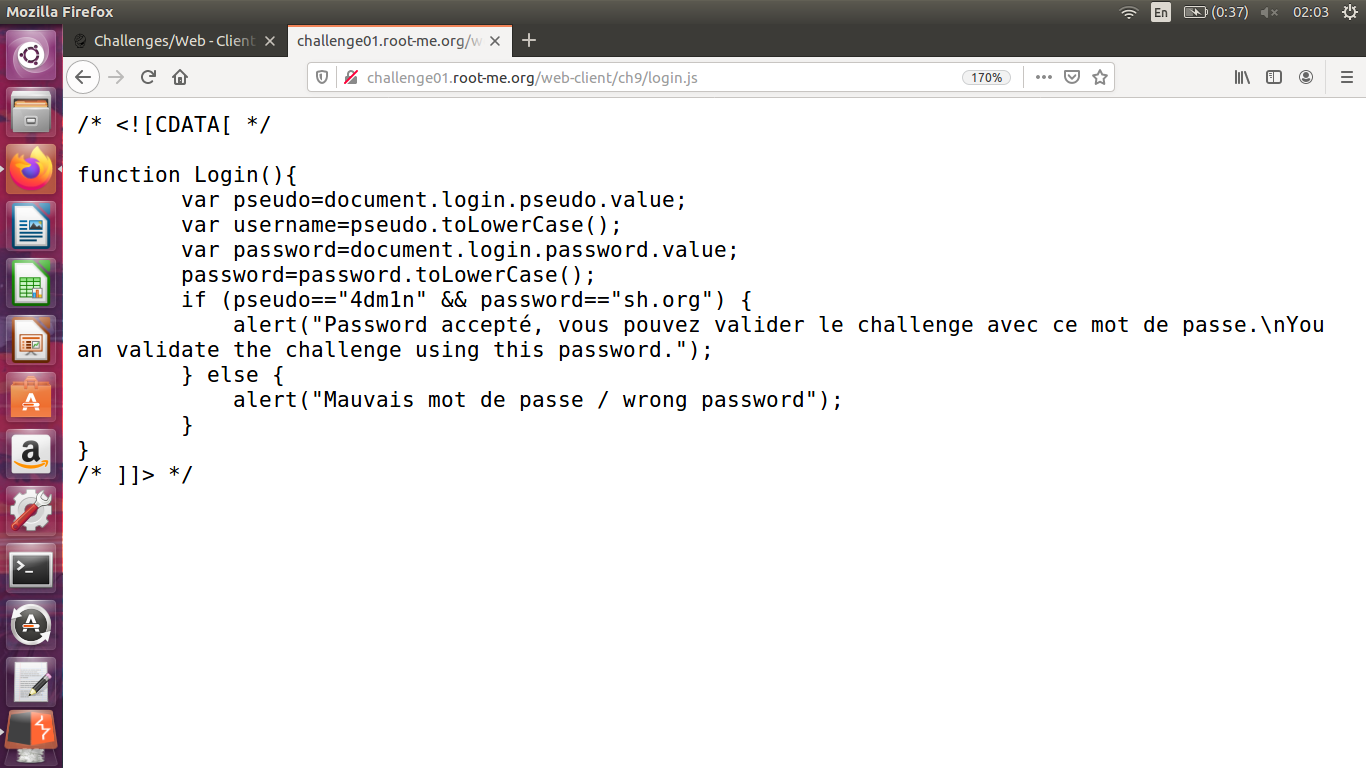 Mozilla Firefox
En
(0:37)
02:03
Challenges/Web - Client
challenge01.root-me.org/w
challenge01.root-me.org/web-client/ch9/login.js
170%
/* <![CDATA[ */
function Login(){
var pseudo=document.login.pseudo.value;
var username=pseudo.toLowerCase();
var password=document.login.password.value;
password=password.toLowerCase();
if (pseudo=="4dm1n" && password=="sh.org") {
alert("Password accepté, vous pouvez valider le challenge avec ce mot de passe.\nYou
an validate the challenge using this password.");
} else {
alert("Mauvais mot de passe / wrong password");
}
}
/* ]]> */